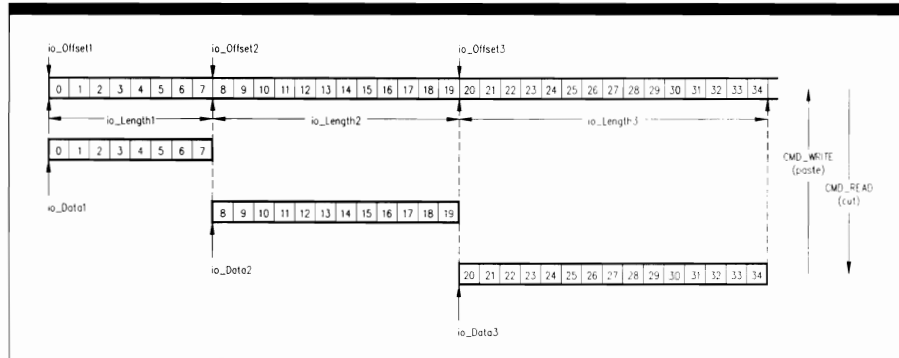 io_Offset1 io_Offset2 io_Offset3
0 1 2 3 4 5 6 7 8 9 10 11 12 13 14 15 16 17 18 19 20 21 22 23 24 25 26 27 28 29 30 31 32 33 34
io_Length1 io_Length2 io_Length3
0 1 2 3 4 5 6 7
CMD_WRITE
(paste)
CMD_READ
(cut)
io_Data1
8 9 10 11 12 13 14 15 16 17 18 19
io_Data2
20 21 22 23 24 25 26 27 28 29 30 31 32 33 34
io_Data3